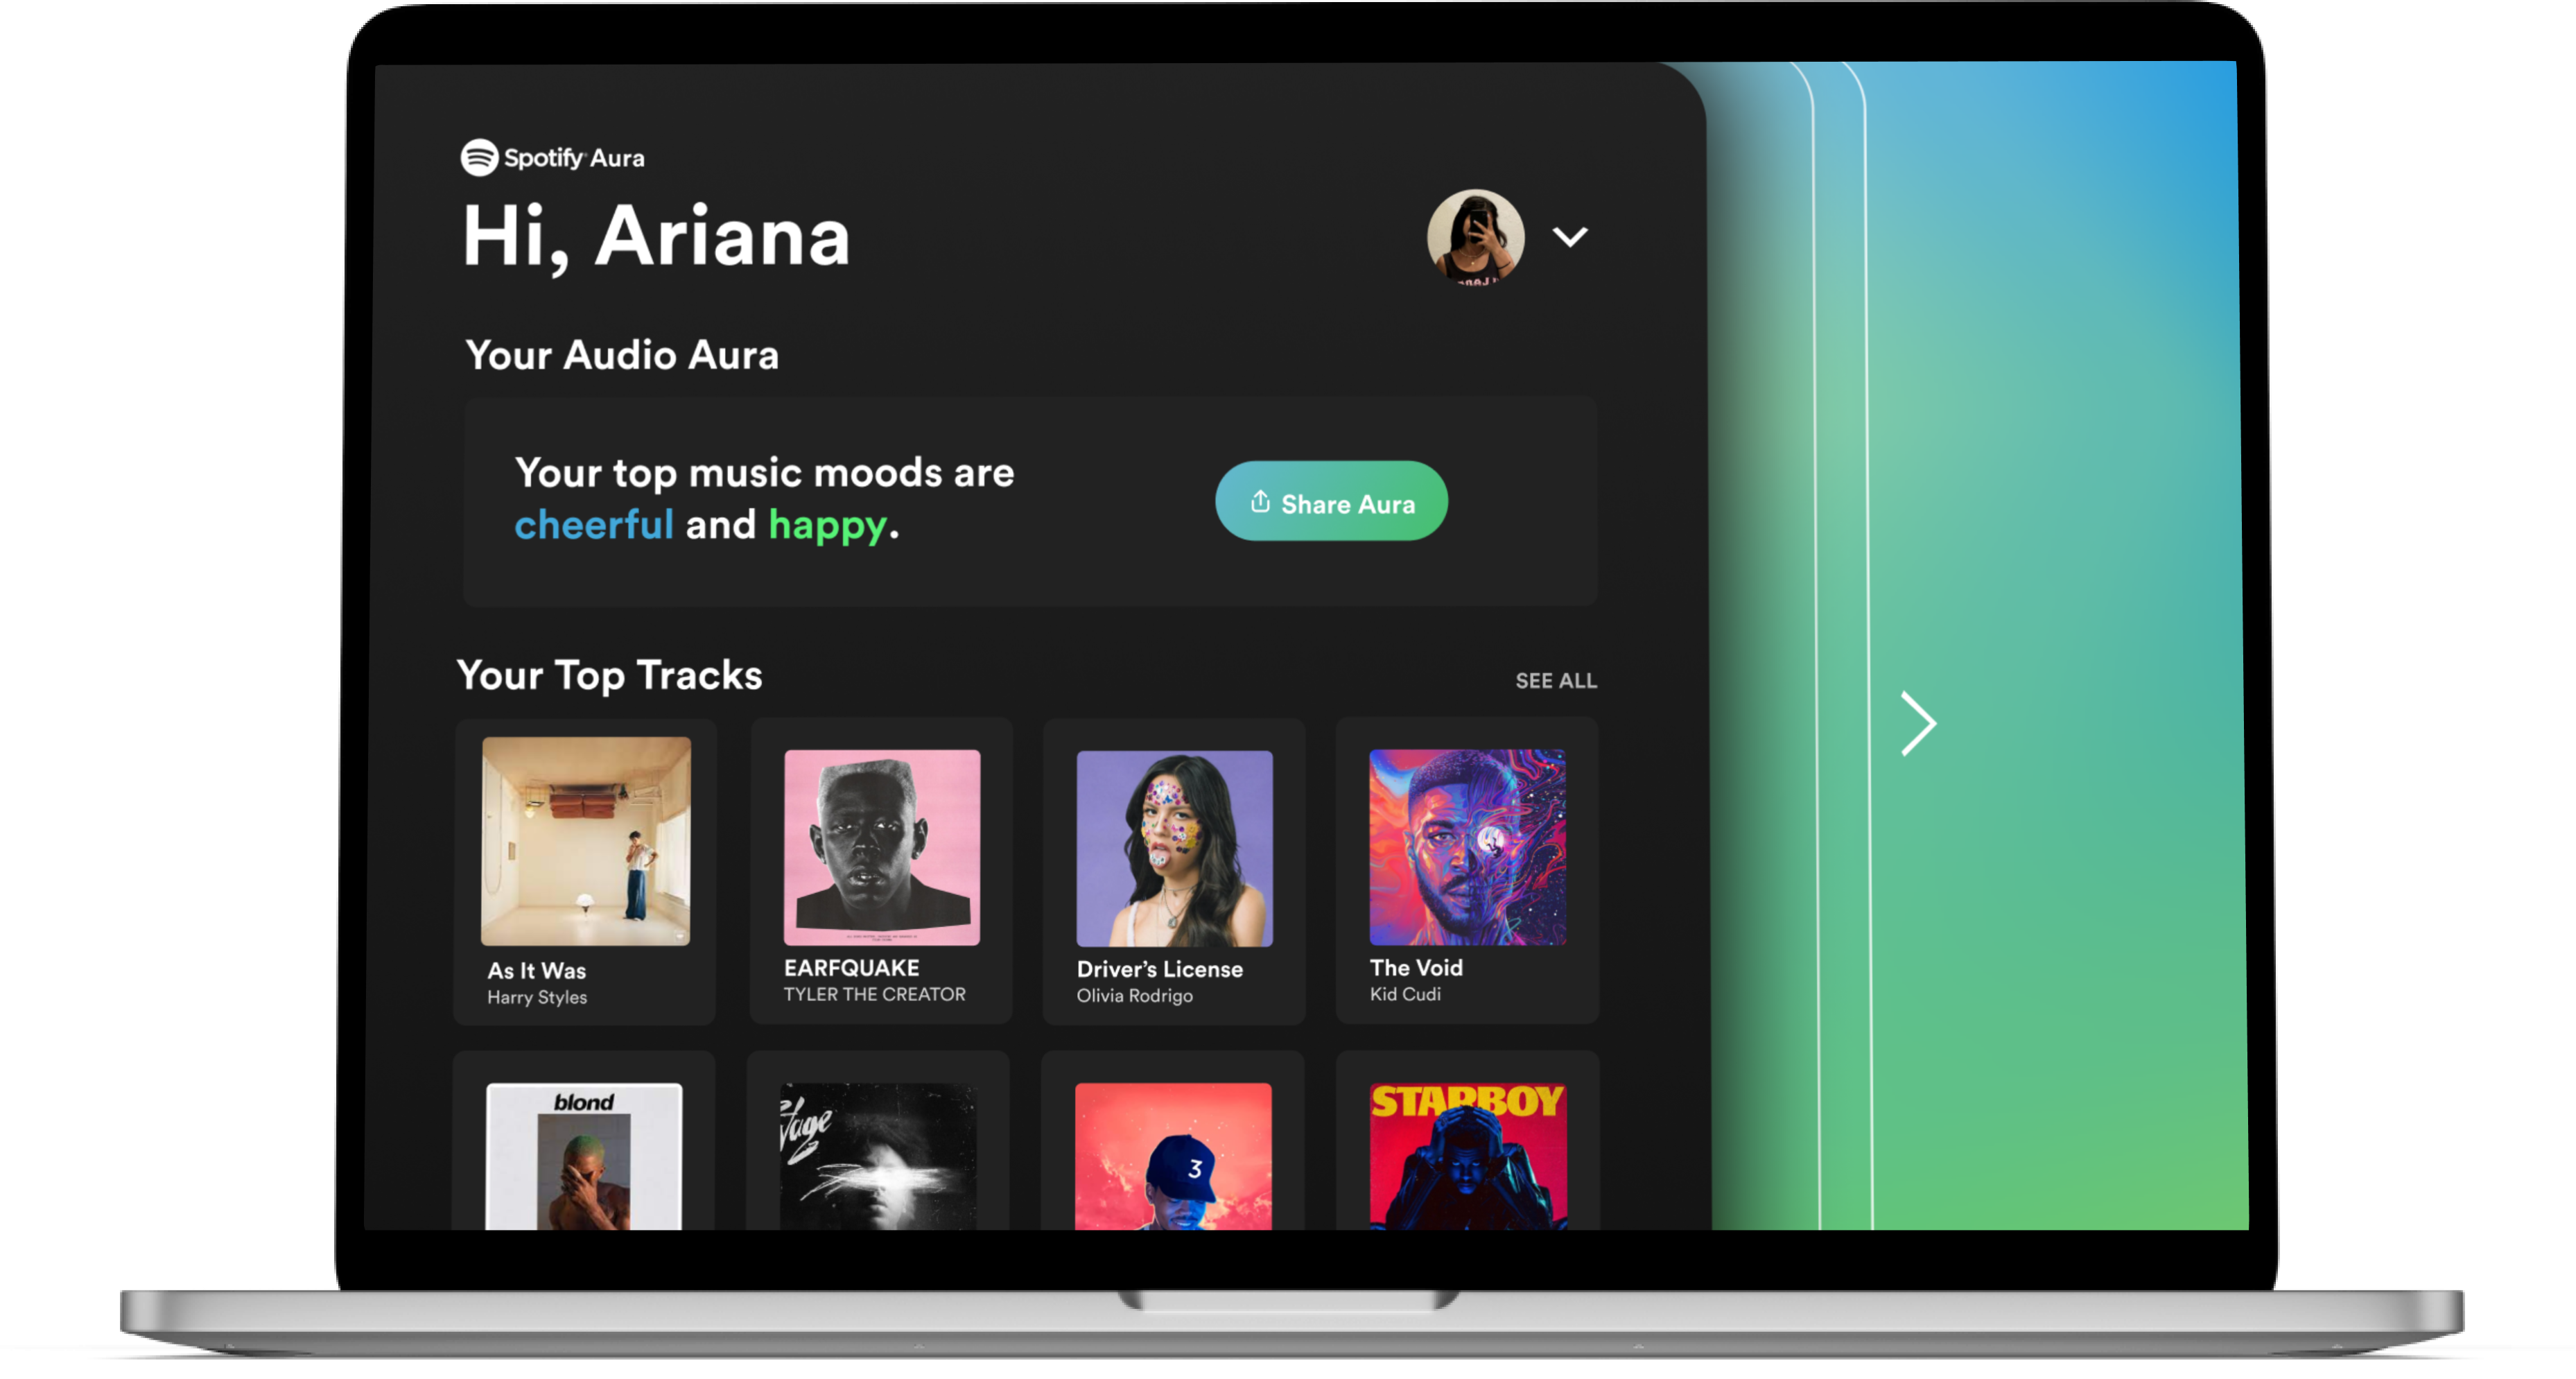 Spotify Aura
Hi, Ariana
Your Audio Aura
Your top music moods are
cheerful and happy.
Share Aura
Your Top Tracks
SEE ALL
As It Was
Harry Styles
EARFQUAKE
TYLER THE CREATOR
Driver's License
Olivia Rodrigo
The Void
Kid Cudi
blond
3
STARBOY